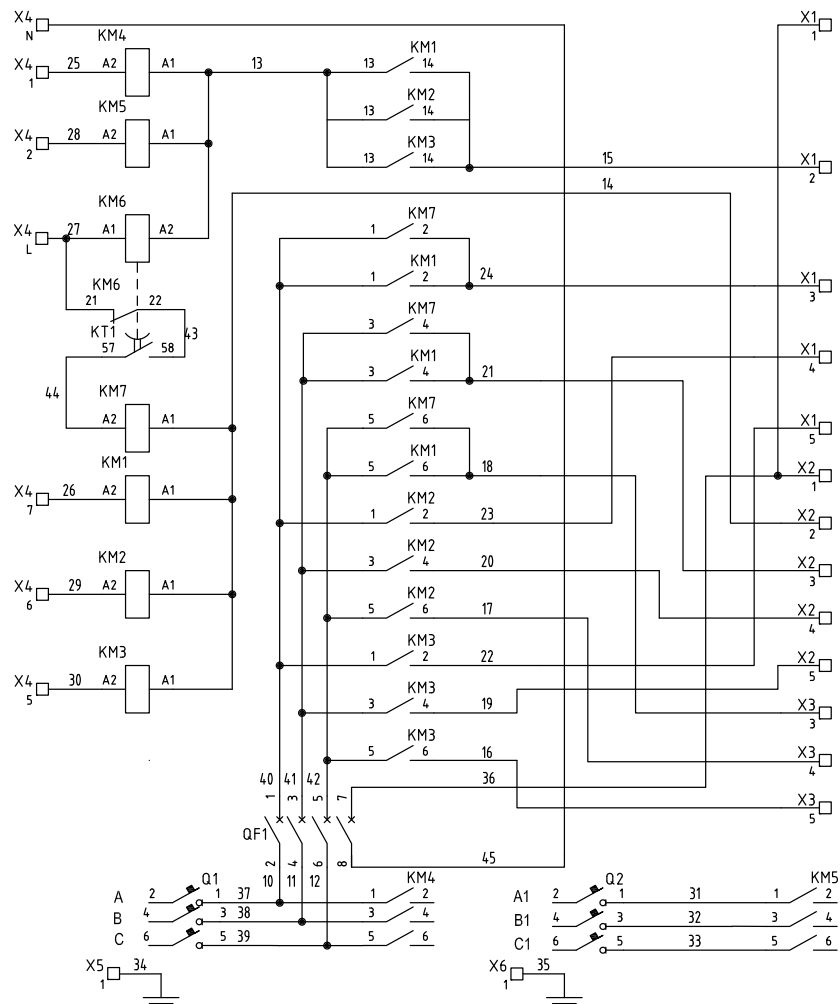 X4 X1
N 1
KM4 KM1
X4 25 A2 A1 13 13 14
1
KM5 KM2
13 14
X4 28 A2 A1 KM3
2 13 14 15 X1
2
14
KM6 KM7
X4 27 A1 A2 1 2
L
KM1
KM6 1 2 24 X1
3
21 22 KM7
KT1 43 3 4
57 58 KM1 X1
4
44 3 4 21
KM7 KM7
A2 A1 5 6 X1
5
KM1 KM1
5 6 18 X2
1
X4 26 A2 A1 KM2
7 1 2 23 X2
2
KM2 KM2
3 4 20 X2
3
X4 29 A2 A1 KM2
6 5 6 17 X2
4
KM3 KM3
1 2 22 X2
5
X4 30 A2 A1 KM3
5 3 4 19 X3
3
KM3
5 6 16 X3
4
40 41 42 36
1 3 5 7 X3
5
QF1
2 4 6 8 45
10 11 12
Q1 KM4 Q2 KM5
A 2 1 37 1 2 A1 2 1 31 1 2
B 4 3 38 3 4 B1 4 3 32 3 4
C 6 5 39 5 6 C1 6 5 33 5 6
X5 34 X6 35
1 1